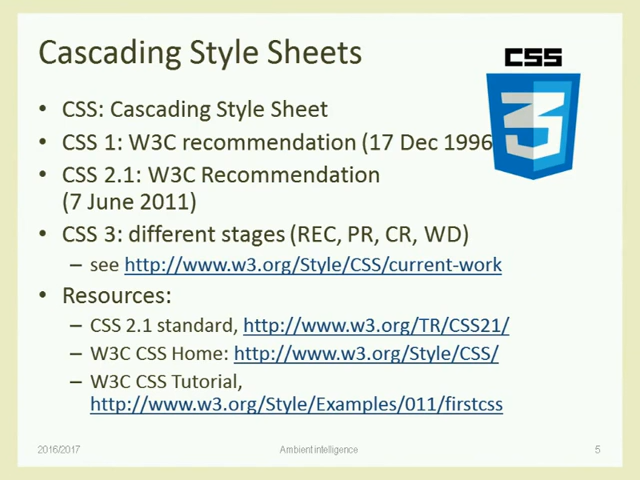 Cascading Style Sheets
CSS
3
• CSS: Cascading Style Sheet
• CSS 1: W3C recommendation (17 Dec 1996
• CSS 2.1: W3C Recommendation
(7 June 2011)
• CSS 3: different stages (REC, PR, CR, WD)
– see http://www.w3.org/Style/CSS/current-work
• Resources:
– CSS 2.1 standard, http://www.w3.org/TR/CSS21/
– W3C CSS Home: http://www.w3.org/Style/CSS/
– W3C CSS Tutorial,
http://www.w3.org/Style/Examples/011/firstcss
2016/2017
Ambient intelligence
5